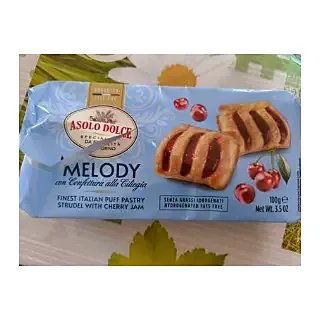 ASOLO DOLCE
MELODY
con Confettura alla Ciliegia
FINEST ITALIAN PUFF PASTRY
STRUDEL WITH CHERRY JAM
SENZA GRASSI IDROGENATI
HYDROGENATED FATS FREE
100g
Net Wt. 3.5 OZ